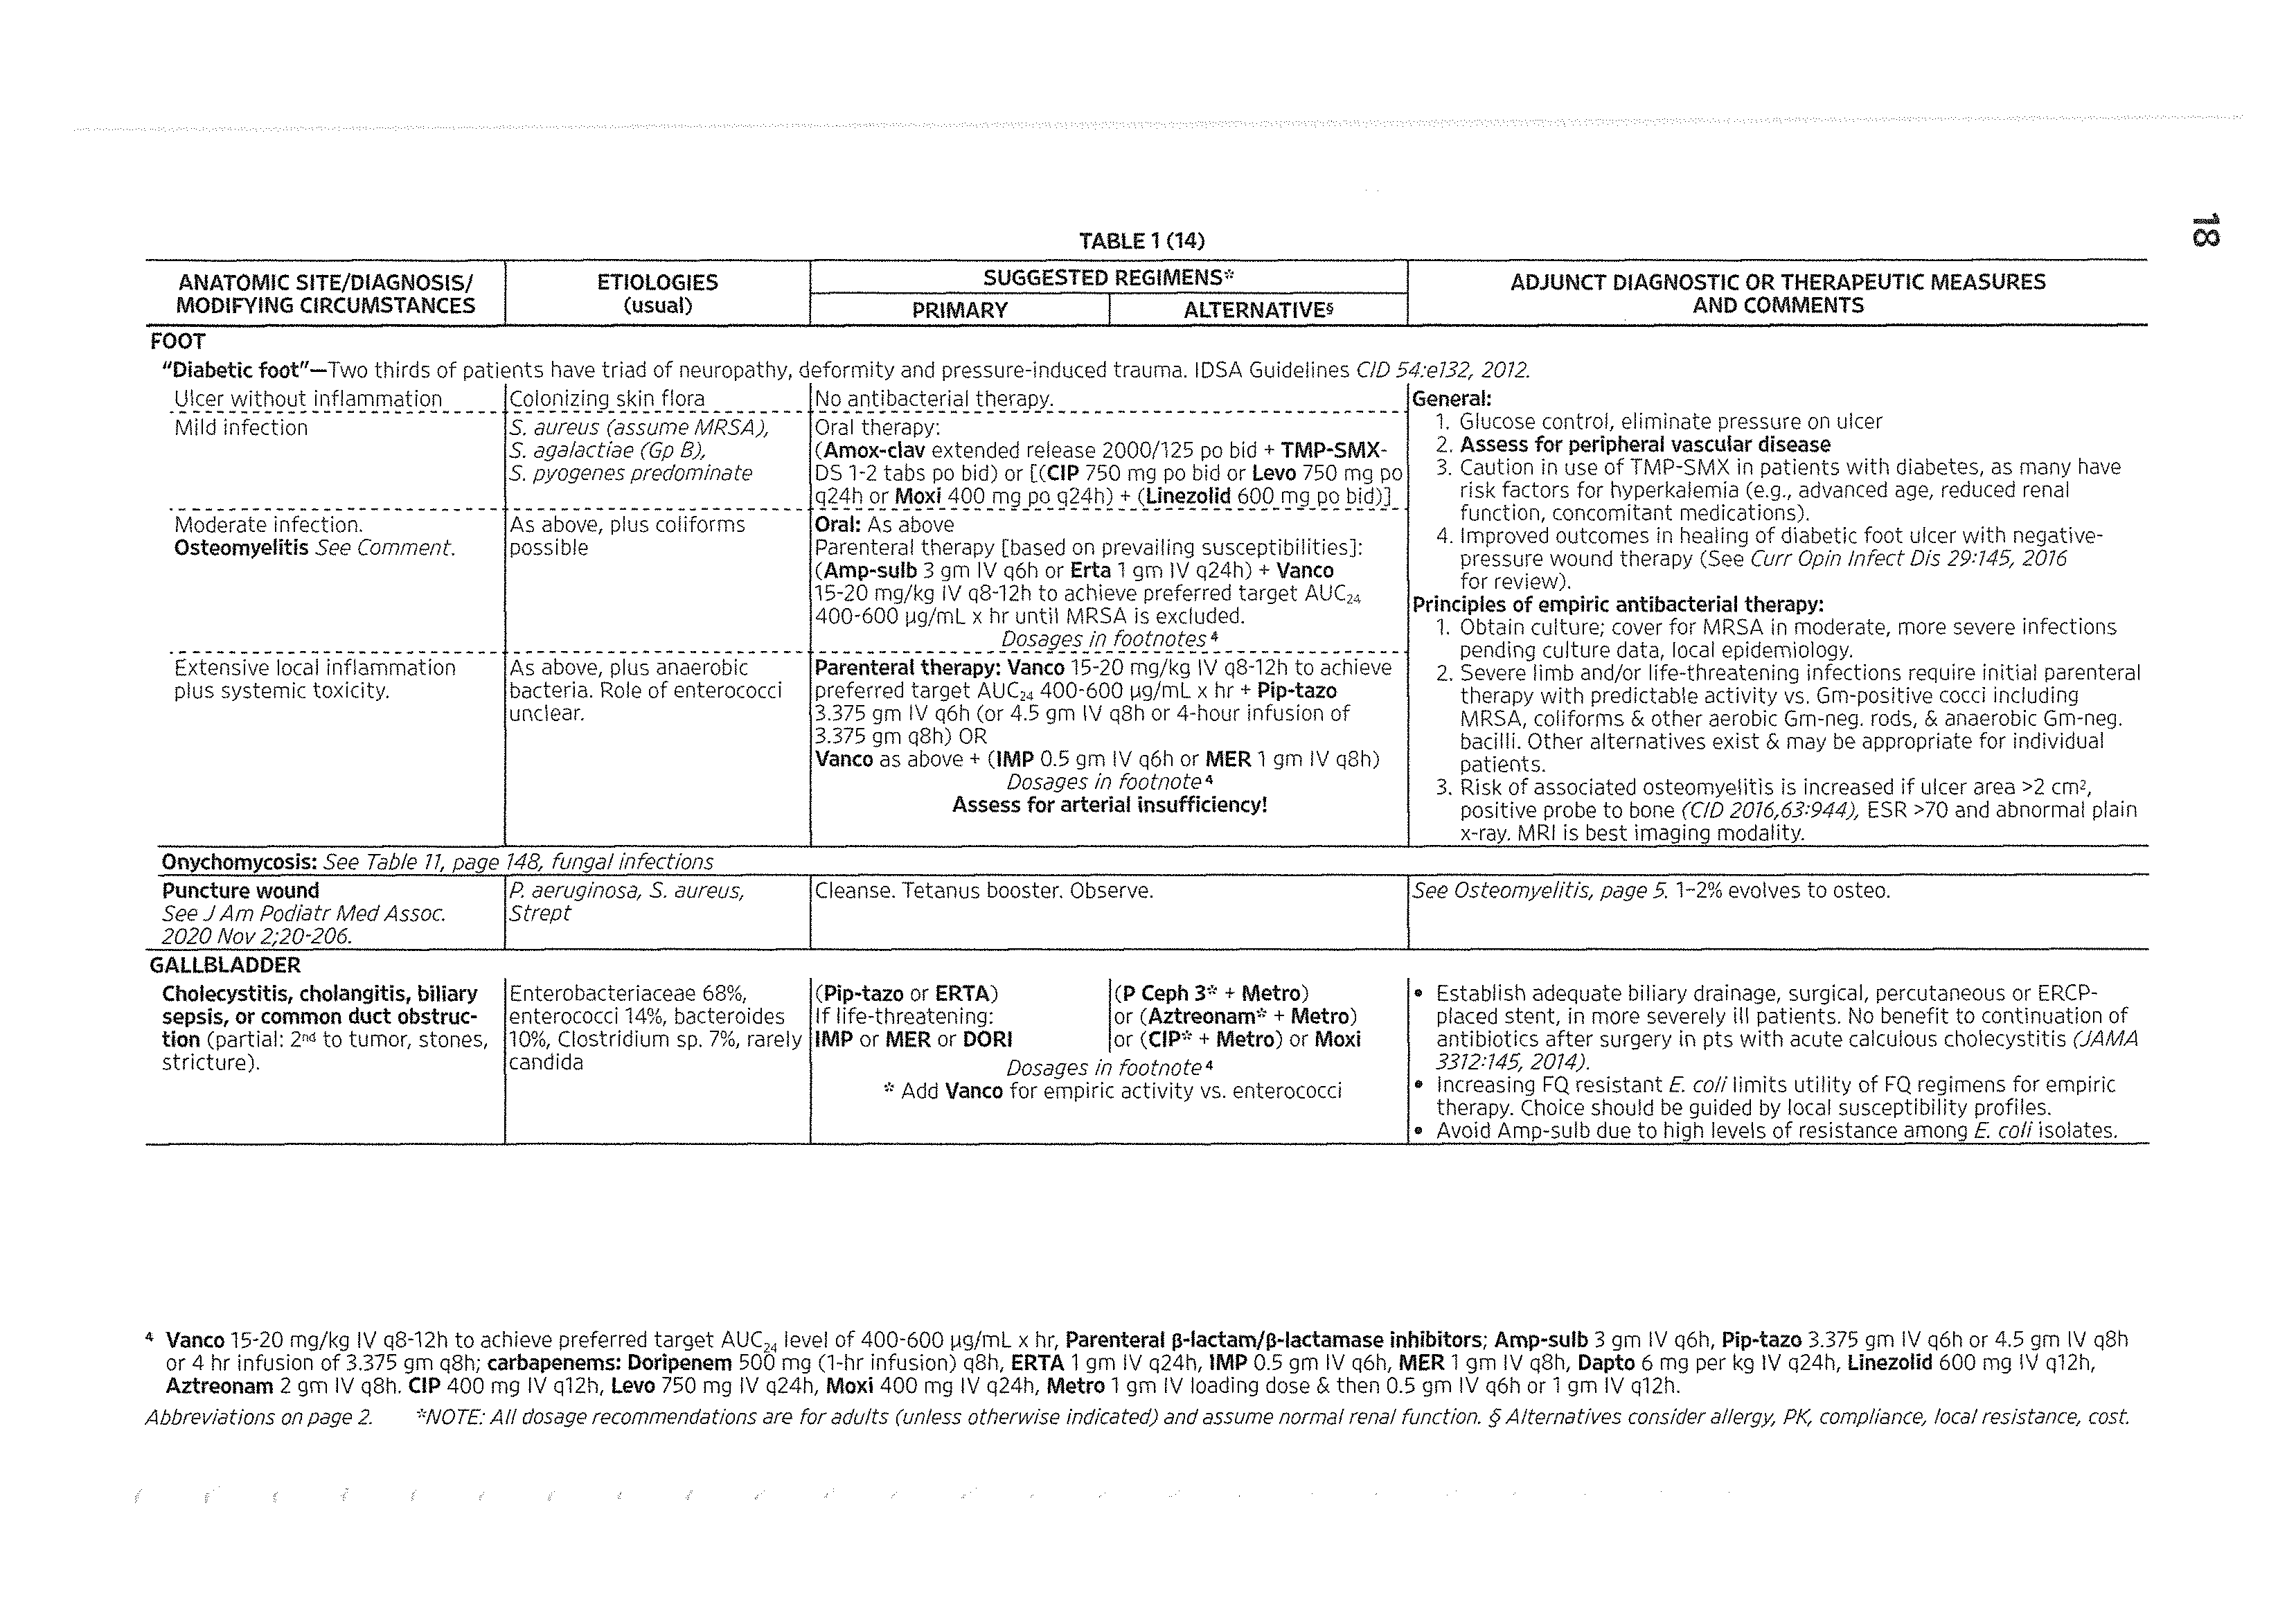 18
TABLE 1 (14)
ANATOMIC SITE/DIAGNOSIS/
MODIFYING CIRCUMSTANCES
ETIOLOGIES
(usual)
SUGGESTED REGIMENS*
PRIMARY
ALTERNATIVE§
ADJUNCT DIAGNOSTIC OR THERAPEUTIC MEASURES
AND COMMENTS
FOOT
"Diabetic foot"—Two thirds of patients have triad of neuropathy, deformity and pressure-induced trauma. IDSA Guidelines CID 54:e132, 2012.
Ulcer without inflammation
Colonizing skin flora
No antibacterial therapy.
Mild infection
S. aureus (assume MRSA),
S. agalactiae (Gp B),
S. pyogenes predominate
Oral therapy:
(Amox-clav extended release 2000/125 po bid + TMP-SMX-
DS 1-2 tabs po bid) or [(CIP 750 mg po bid or Levo 750 mg po
q24h or Moxi 400 mg po q24h) + (Linezolid 600 mg po bid)]
Moderate infection.
Osteomyelitis See Comment.
As above, plus coliforms
possible
Oral: As above
Parenteral therapy [based on prevailing susceptibilities]:
(Amp-sulb 3 gm IV q6h or Erta 1 gm IV q24h) + Vanco
15-20 mg/kg IV q8-12h to achieve preferred target AUC24
400-600 µg/mL x hr until MRSA is excluded.
Dosages in footnotes 4
Extensive local inflammation
plus systemic toxicity.
As above, plus anaerobic
bacteria. Role of enterococci
unclear.
Parenteral therapy: Vanco 15-20 mg/kg IV q8-12h to achieve
preferred target AUC24 400-600 µg/mL x hr + Pip-tazo
3.375 gm IV q6h (or 4.5 gm IV q8h or 4-hour infusion of
3.375 gm q8h) OR
Vanco as above + (IMP 0.5 gm IV q6h or MER 1 gm IV q8h)
Dosages in footnote 4
Assess for arterial insufficiency!
General:
1. Glucose control, eliminate pressure on ulcer
2. Assess for peripheral vascular disease
3. Caution in use of TMP-SMX in patients with diabetes, as many have
risk factors for hyperkalemia (e.g., advanced age, reduced renal
function, concomitant medications).
4. Improved outcomes in healing of diabetic foot ulcer with negative-
pressure wound therapy (See Curr Opin Infect Dis 29:145, 2016
for review).
Principles of empiric antibacterial therapy:
1. Obtain culture; cover for MRSA in moderate, more severe infections
pending culture data, local epidemiology.
2. Severe limb and/or life-threatening infections require initial parenteral
therapy with predictable activity vs. Gm-positive cocci including
MRSA, coliforms & other aerobic Gm-neg. rods, & anaerobic Gm-neg.
bacilli. Other alternatives exist & may be appropriate for individual
patients.
3. Risk of associated osteomyelitis is increased if ulcer area >2 cm²,
positive probe to bone (CID 2016,63:944), ESR >70 and abnormal plain
x-ray. MRI is best imaging modality.
Onychomycosis: See Table 11, page 148, fungal infections
Puncture wound
See J Am Podiatr Med Assoc.
2020 Nov 2;20-206.
P. aeruginosa, S. aureus,
Strept
Cleanse. Tetanus booster. Observe.
See Osteomyelitis, page 5. 1-2% evolves to osteo.
GALLBLADDER
Cholecystitis, cholangitis, biliary
sepsis, or common duct obstruc-
tion (partial: 2nd to tumor, stones,
stricture).
Enterobacteriaceae 68%,
enterococci 14%, bacteroides
10%, Clostridium sp. 7%, rarely
candida
(Pip-tazo or ERTA)
If life-threatening:
IMP or MER or DORI
(P Ceph 3* + Metro)
or (Aztreonam* + Metro)
or (CIP* + Metro) or Moxi
Dosages in footnote 4
* Add Vanco for empiric activity vs. enterococci
• Establish adequate biliary drainage, surgical, percutaneous or ERCP-
placed stent, in more severely ill patients. No benefit to continuation of
antibiotics after surgery in pts with acute calculous cholecystitis (JAMA
3312:145, 2014).
• Increasing FQ resistant E. coli limits utility of FQ regimens for empiric
therapy. Choice should be guided by local susceptibility profiles.
• Avoid Amp-sulb due to high levels of resistance among E. coli isolates.
4 Vanco 15-20 mg/kg IV q8-12h to achieve preferred target AUC24 level of 400-600 µg/mL x hr, Parenteral β-lactam/β-lactamase inhibitors; Amp-sulb 3 gm IV q6h, Pip-tazo 3.375 gm IV q6h or 4.5 gm IV q8h
or 4 hr infusion of 3.375 gm q8h; carbapenems: Doripenem 500 mg (1-hr infusion) q8h, ERTA 1 gm IV q24h, IMP 0.5 gm IV q6h, MER 1 gm IV q8h, Dapto 6 mg per kg IV q24h, Linezolid 600 mg IV q12h,
Aztreonam 2 gm IV q8h. CIP 400 mg IV q12h, Levo 750 mg IV q24h, Moxi 400 mg IV q24h, Metro 1 gm IV loading dose & then 0.5 gm IV q6h or 1 gm IV q12h.
Abbreviations on page 2. *NOTE: All dosage recommendations are for adults (unless otherwise indicated) and assume normal renal function. § Alternatives consider allergy, PK, compliance, local resistance, cost.